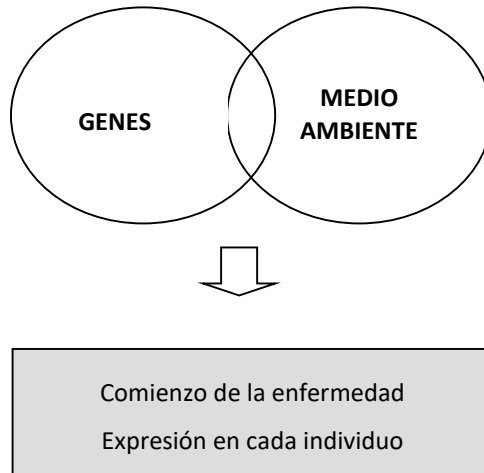 GENES
MEDIO
AMBIENTE
Comienzo de la enfermedad
Expresión en cada individuo